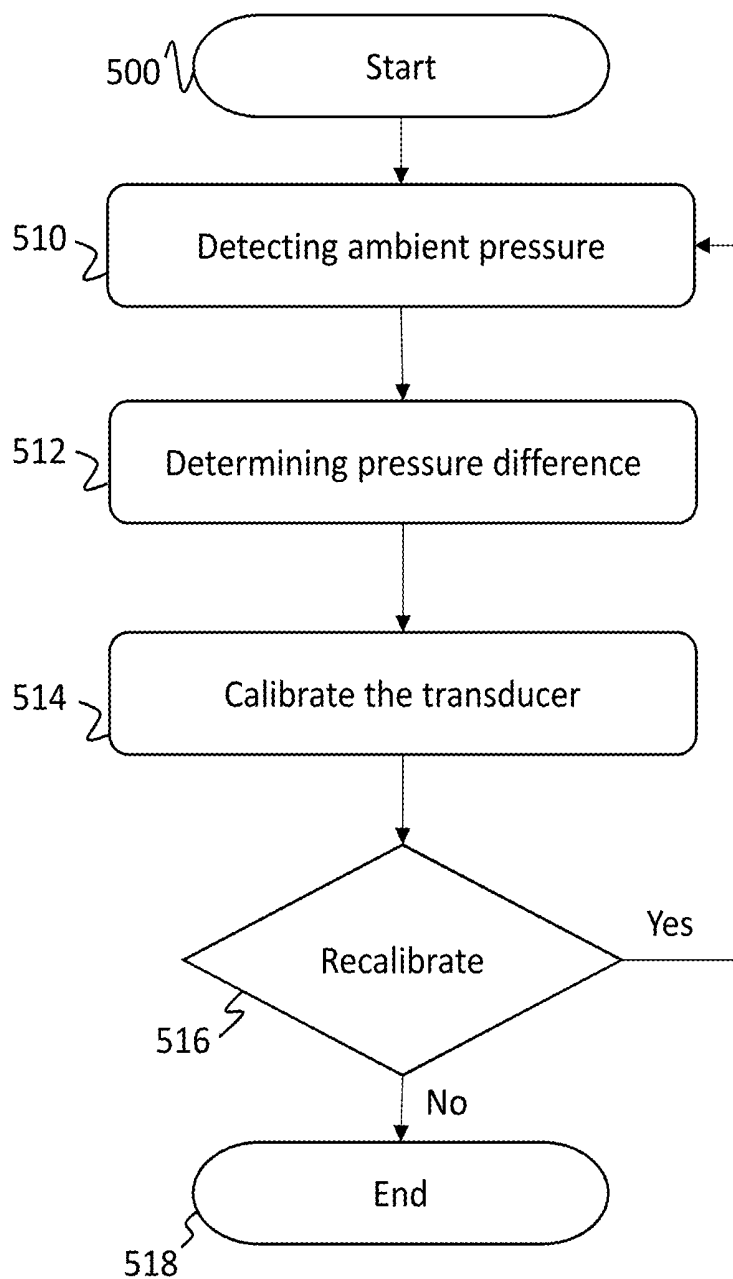 500
Start
510
Detecting ambient pressure
512
Determining pressure difference
514
Calibrate the transducer
Yes
Recalibrate
516
No
End
518